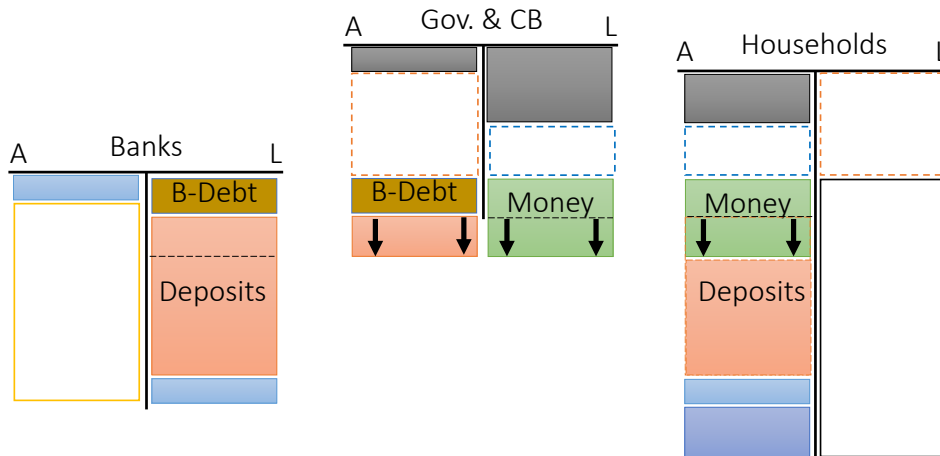 Gov. & CB
A L
Households
A L
Banks
A L
B-Debt
Deposits
B-Debt
Money
Money
Deposits